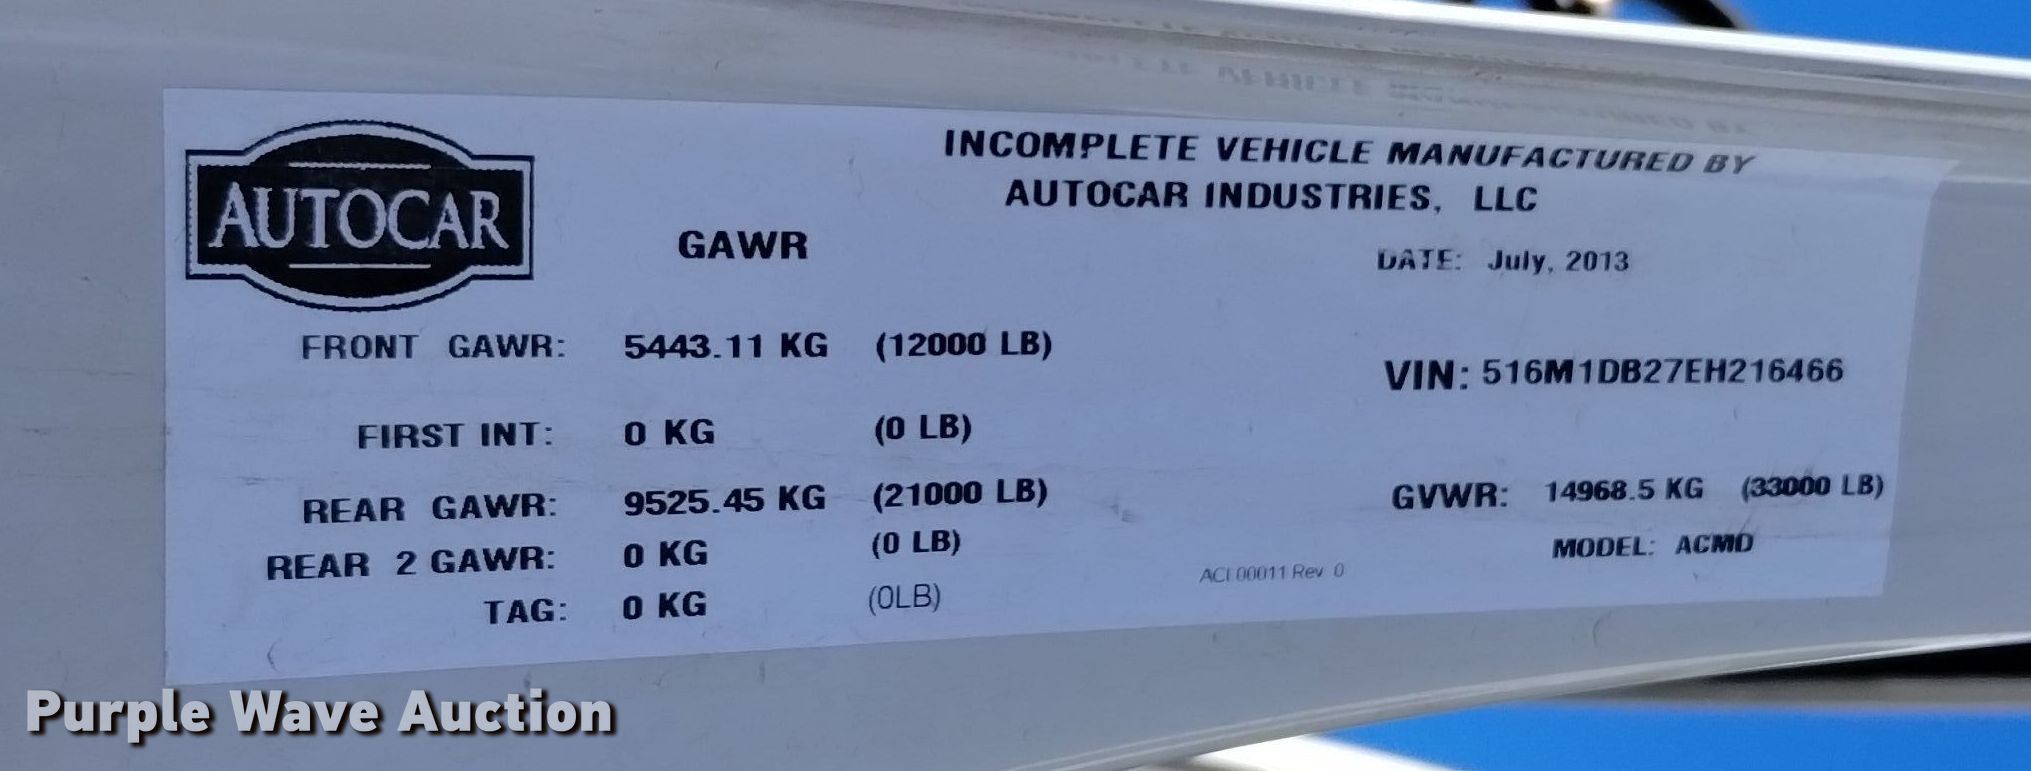 INCOMPLETE VEHICLE MANUFACTURED BY
AUTOCAR INDUSTRIES, LLC
AUTOCAR
GAWR
DATE: July, 2013
FRONT GAWR: 5443.11 KG (12000 LB)
VIN: 516M1DB27EH216466
FIRST INT: 0 KG (0 LB)
REAR GAWR: 9525.45 KG (21000 LB)
GVWR: 14968.5 KG (33000 LB)
REAR 2 GAWR: 0 KG (0 LB)
MODEL: ACMD
ACI 00011 Rev 0
TAG: 0 KG (0LB)
Purple Wave Auction